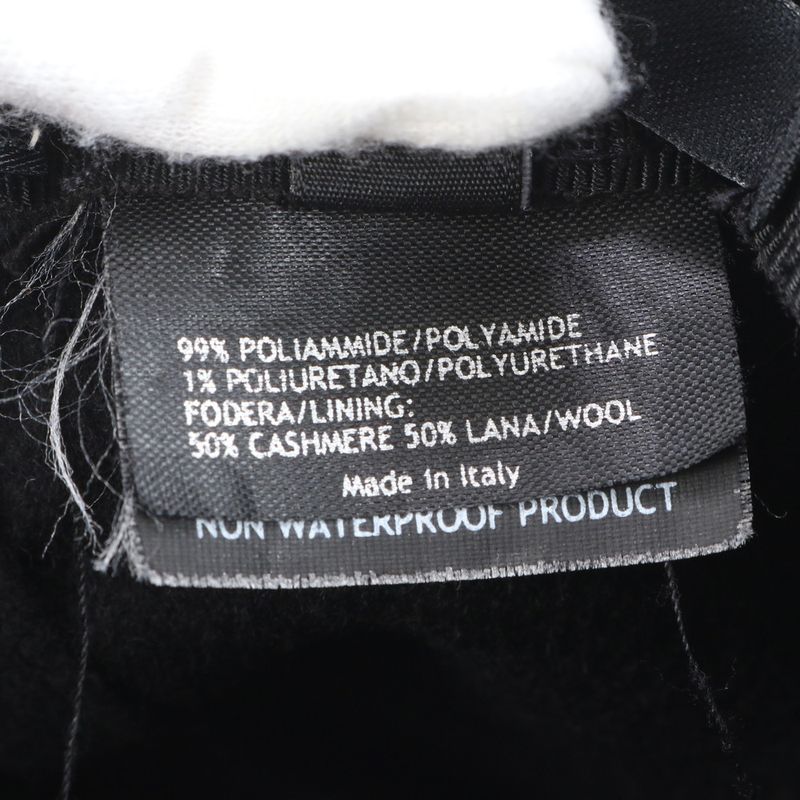 99% POLIAMMIDE/POLYAMIDE
1% POLIURETANO/POLYURETHANE
FODERA/LINING:
50% CASHMERE 50% LANA/WOOL
Made in Italy
NON WATERPROOF PRODUCT